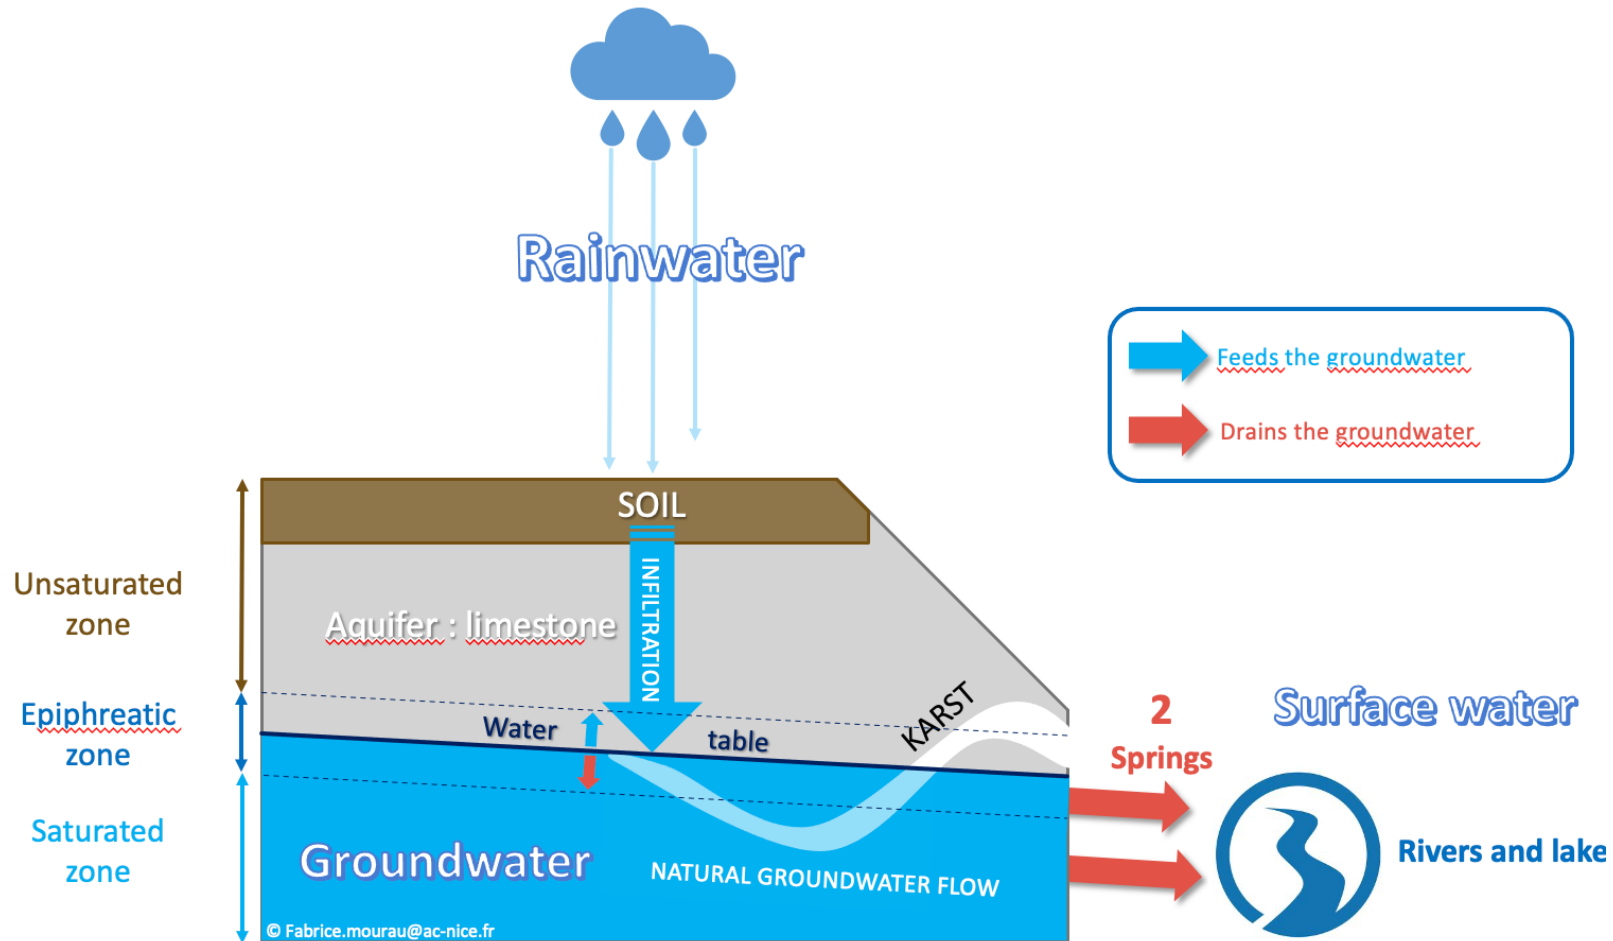 Rainwater
Feeds the groundwater
Drains the groundwater
SOIL
INFILTRATION
Unsaturated
zone
Aquifer : limestone
Epiphreatic
zone
Water table
KARST
2
Springs
Surface water
Saturated
zone
Groundwater
NATURAL GROUNDWATER FLOW
Rivers and lake
© Fabrice.mourau@ac-nice.fr